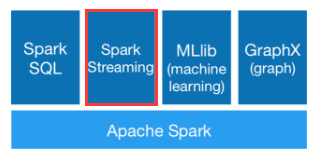 Spark
SQL
Spark
Streaming
MLlib
(machine
learning)
GraphX
(graph)
Apache Spark